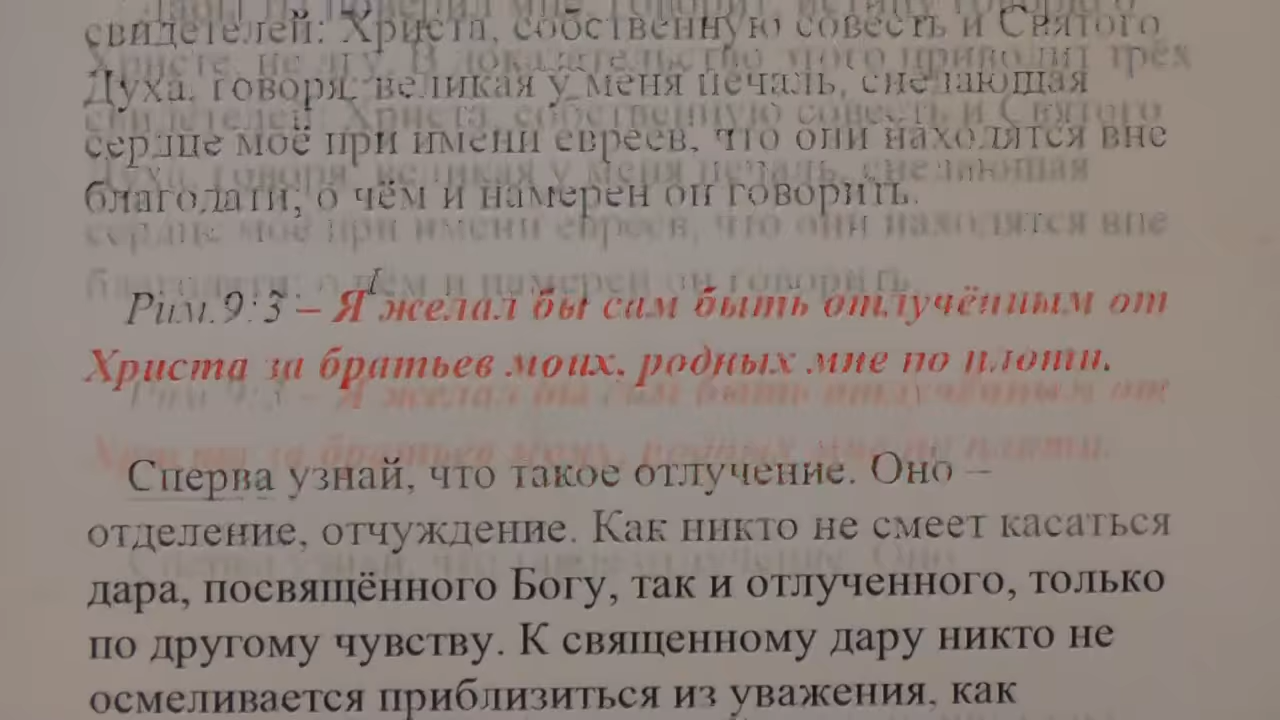 свидетелей: Христа, собственную совесть и Святого
Духа, говоря: великая у меня печаль, снедающая
сердце моё при имени евреев, что они находятся вне
благодати; о чём и намерен он говорить.
Рим.9:3 – Я желал бы сам быть отлучённым от
Христа за братьев моих, родных мне по плоти.
Сперва узнай, что такое отлучение. Оно –
отделение, отчуждение. Как никто не смеет касаться
дара, посвящённого Богу, так и отлученного, только
по другому чувству. К священному дару никто не
осмеливается приблизиться из уважения, как